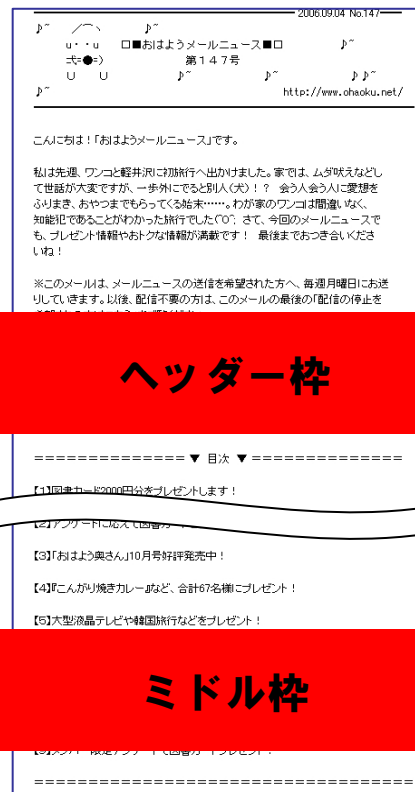 2006.09.04 No.147
□■おはようメールニュース■□
第１４７号
http://www.ohaoku.net/
こんにちは！「おはようメールニュース」です。
私は先週、ワンコと軽井沢に初旅行へ出かけました。家では、ムダ吠えなどし
て世話が大変ですが、一歩外にでると別人（犬）！？　会う人会う人に愛想を
ふりまき、おやつまでもらってくる始末……。わが家のワンコは間違いなく、
知能犯であることがわかった旅行でした(^0^; さて、今回のメールニュースで
も、プレゼント情報やおトクな情報が満載です！　最後までおつき合いくださ
いね！
※このメールは、メールニュースの送信を希望された方へ、毎週月曜日にお送
りしていきます。以後、配信不要の方は、このメールの最後の「配信の停止を
ヘッダー枠
============== ▼ 目次 ▼ ==============
【1】図書カード2000円分をプレゼントします！
【2】アンケートに応えて図書カード
【3】「おはよう奥さん」10月号好評発売中！
【4】『こんがり焼きカレー』など、合計67名様にプレゼント！
【5】大型液晶テレビや韓国旅行などをプレゼント！
ミドル枠
===================================